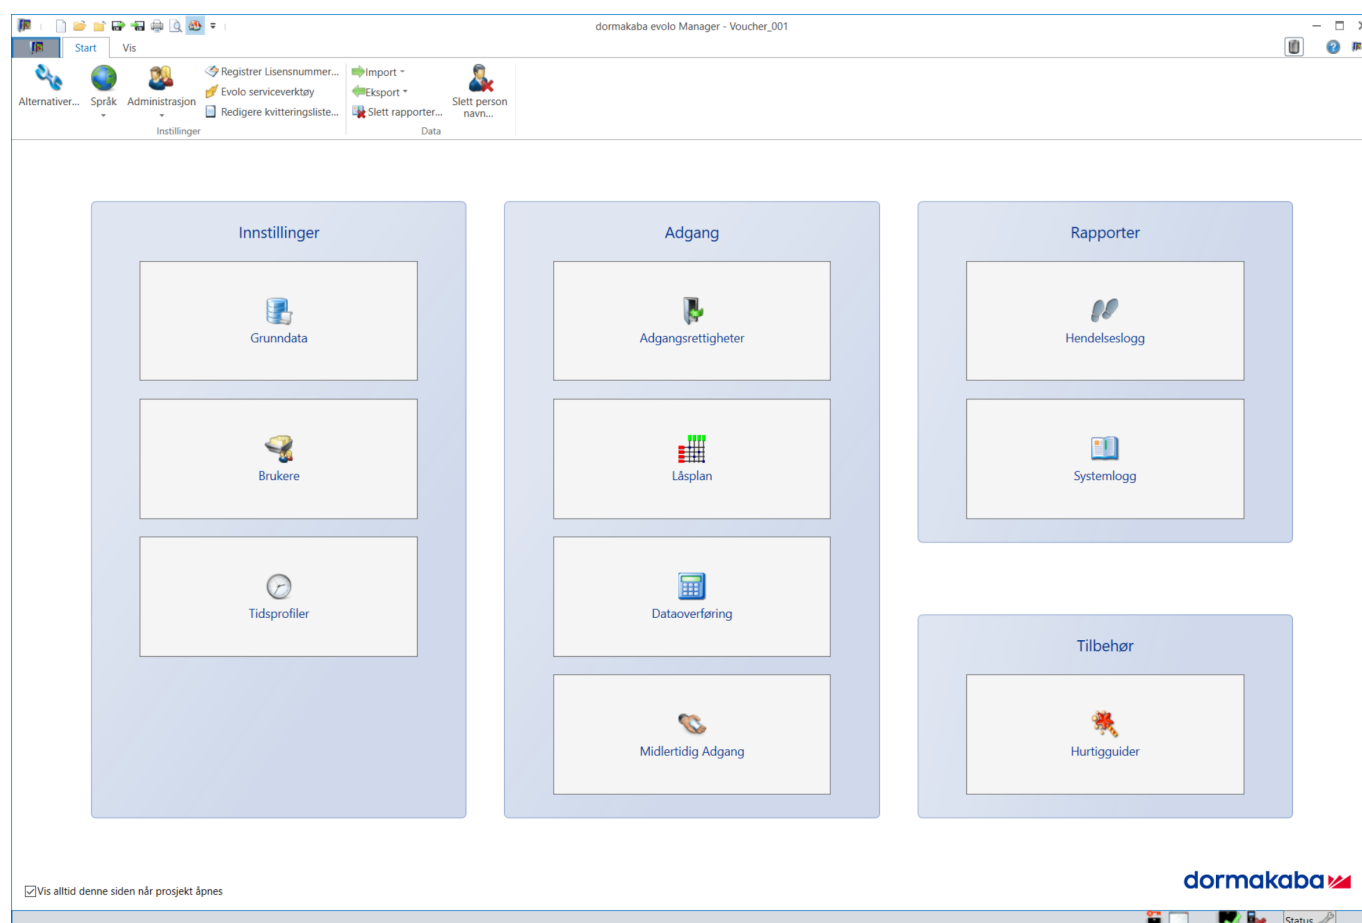 dormakaba evolo Manager - Voucher_001
Start Vis
Alternativer... Språk Administrasjon
Registrer Lisensnummer...
Evolo serviceverktøy
Redigere kvitteringsliste...
Instillinger
Import
Eksport
Slett rapporter...
Slett person
navn...
Data
Innstillinger
Grunndata
Brukere
Tidsprofiler
Adgang
Adgangsrettigheter
Låsplan
Dataoverføring
Midlertidig Adgang
Rapporter
Hendelseslogg
Systemlogg
Tilbehør
Hurtigguider
Vis alltid denne siden når prosjekt åpnes
dormakaba
Status